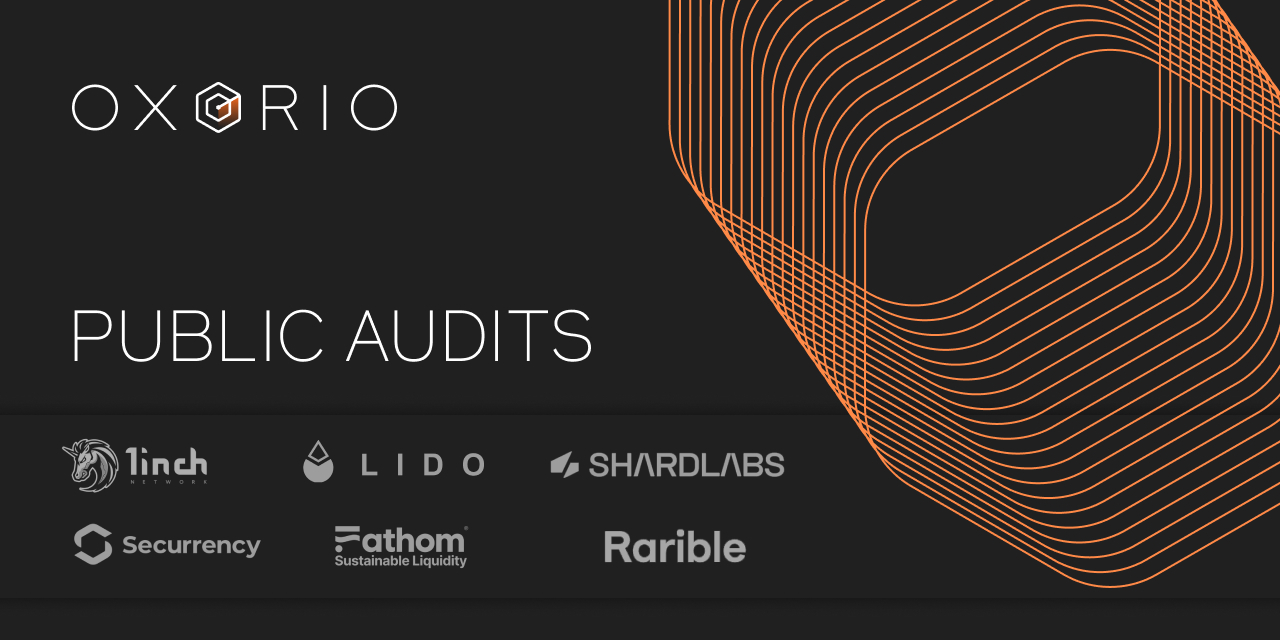 OXORIO
PUBLIC AUDITS
1inch
NETWORK
LIDO
SHARDLABS
Securrency
Fathom
Sustainable Liquidity
Rarible